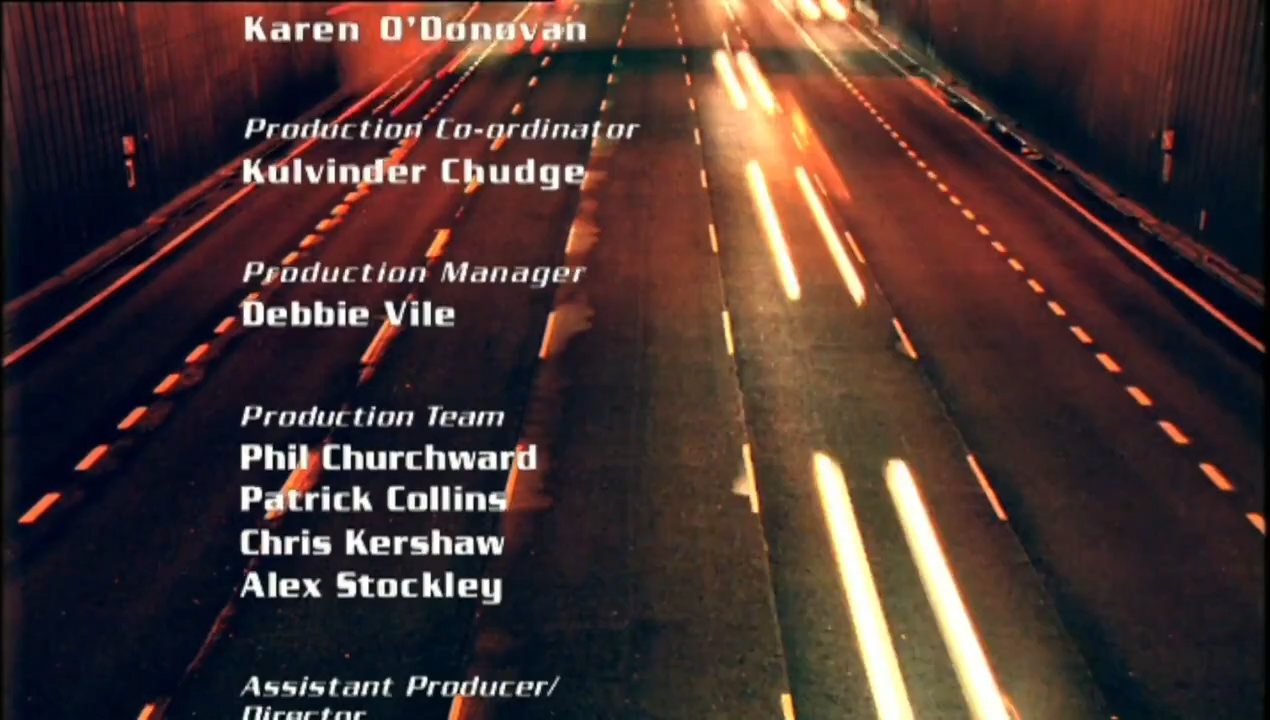 Karen O'Donovan
Production Co-ordinator
Kulvinder Chudge
Production Manager
Debbie Vile
Production Team
Phil Churchward
Patrick Collins
Chris Kershaw
Alex Stockley
Assistant Producer/
Director